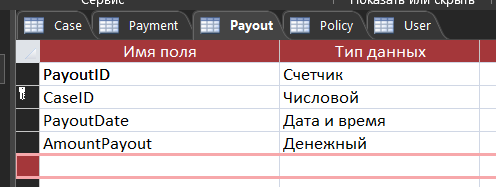 Сервис
Показать или скрыть
Case Payment Payout Policy User
Имя поля Тип данных
PayoutID Счетчик
CaseID Числовой
PayoutDate Дата и время
AmountPayout Денежный